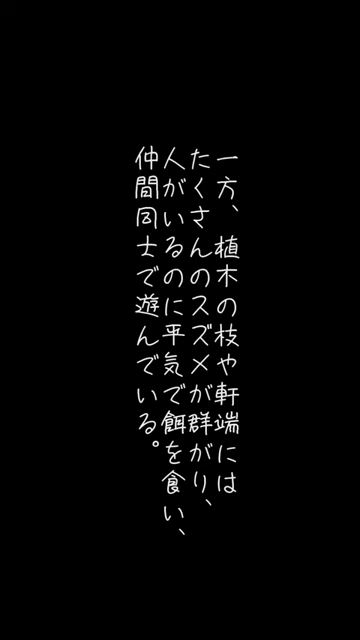 一方、植木の枝や軒端には
たくさんのスズメが群がり、
人がいるのに平気で餌を食い、
仲間同士で遊んでいる。